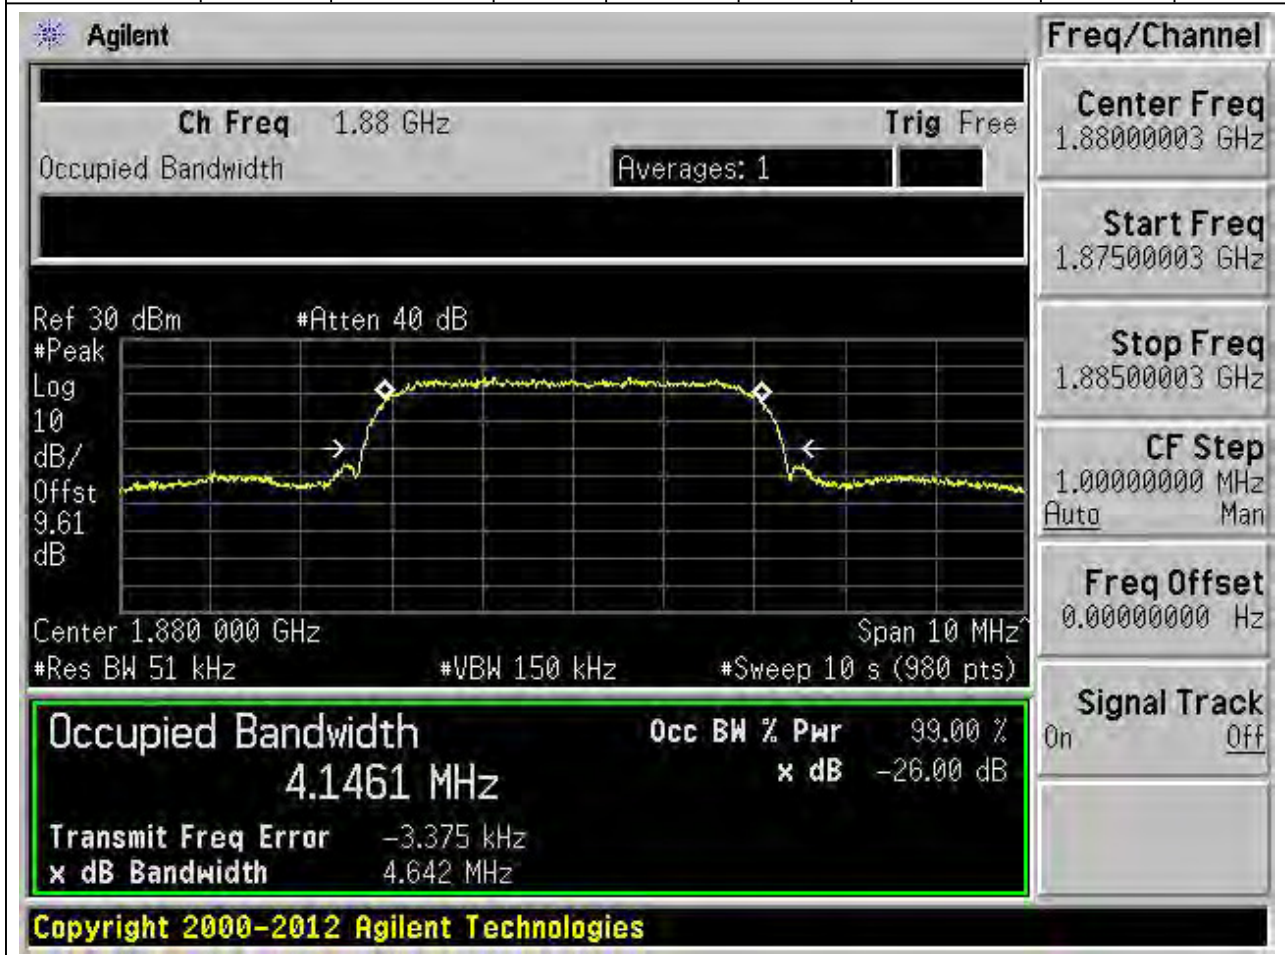 Agilent
Freq/Channel
Ch Freq 1.88 GHz Trig Free
Occupied Bandwidth Averages: 1
Center Freq
1.88000003 GHz
Start Freq
1.87500003 GHz
Stop Freq
1.88500003 GHz
CF Step
1.00000000 MHz
Auto Man
Freq Offset
0.00000000 Hz
Signal Track
On Off
Ref 30 dBm #Atten 40 dB
#Peak
Log
10
dB/
Offst
9.61
dB
Center 1.880 000 GHz Span 10 MHz^
#Res BW 51 kHz #VBW 150 kHz #Sweep 10 s (980 pts)
Occupied Bandwidth Occ BW % Pwr 99.00 %
4.1461 MHz x dB -26.00 dB
Transmit Freq Error -3.375 kHz
x dB Bandwidth 4.642 MHz
Copyright 2000-2012 Agilent Technologies